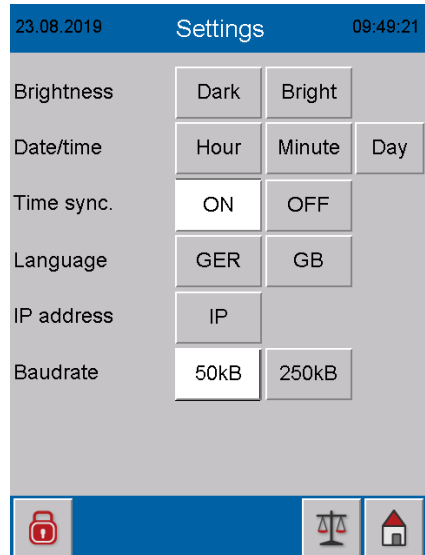 23.08.2019 Settings 09:49:21
Brightness Dark Bright
Date/time Hour Minute Day
Time sync. ON OFF
Language GER GB
IP address IP
Baudrate 50kB 250kB